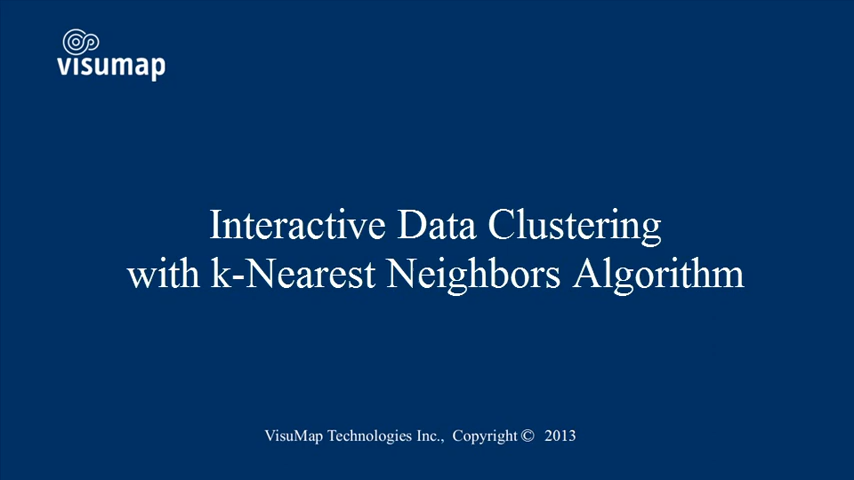 visumap
Interactive Data Clustering
with k-Nearest Neighbors Algorithm
VisuMap Technologies Inc., Copyright © 2013